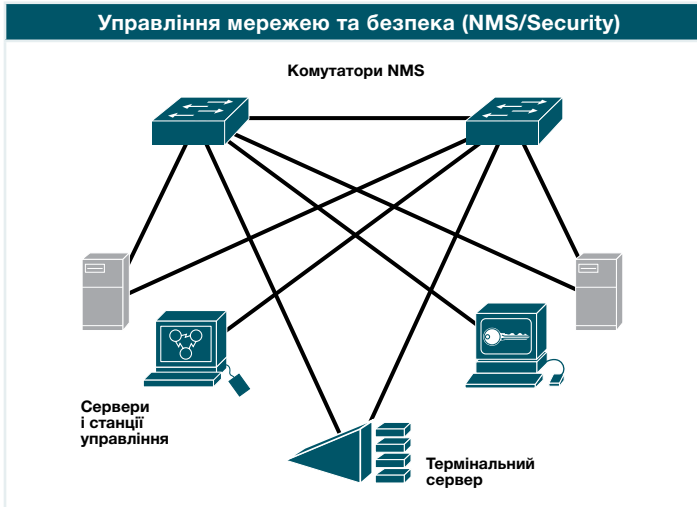 Управління мережею та безпека (NMS/Security)
Комутатори NMS
Сервери
і станції
управління
Термінальний
сервер